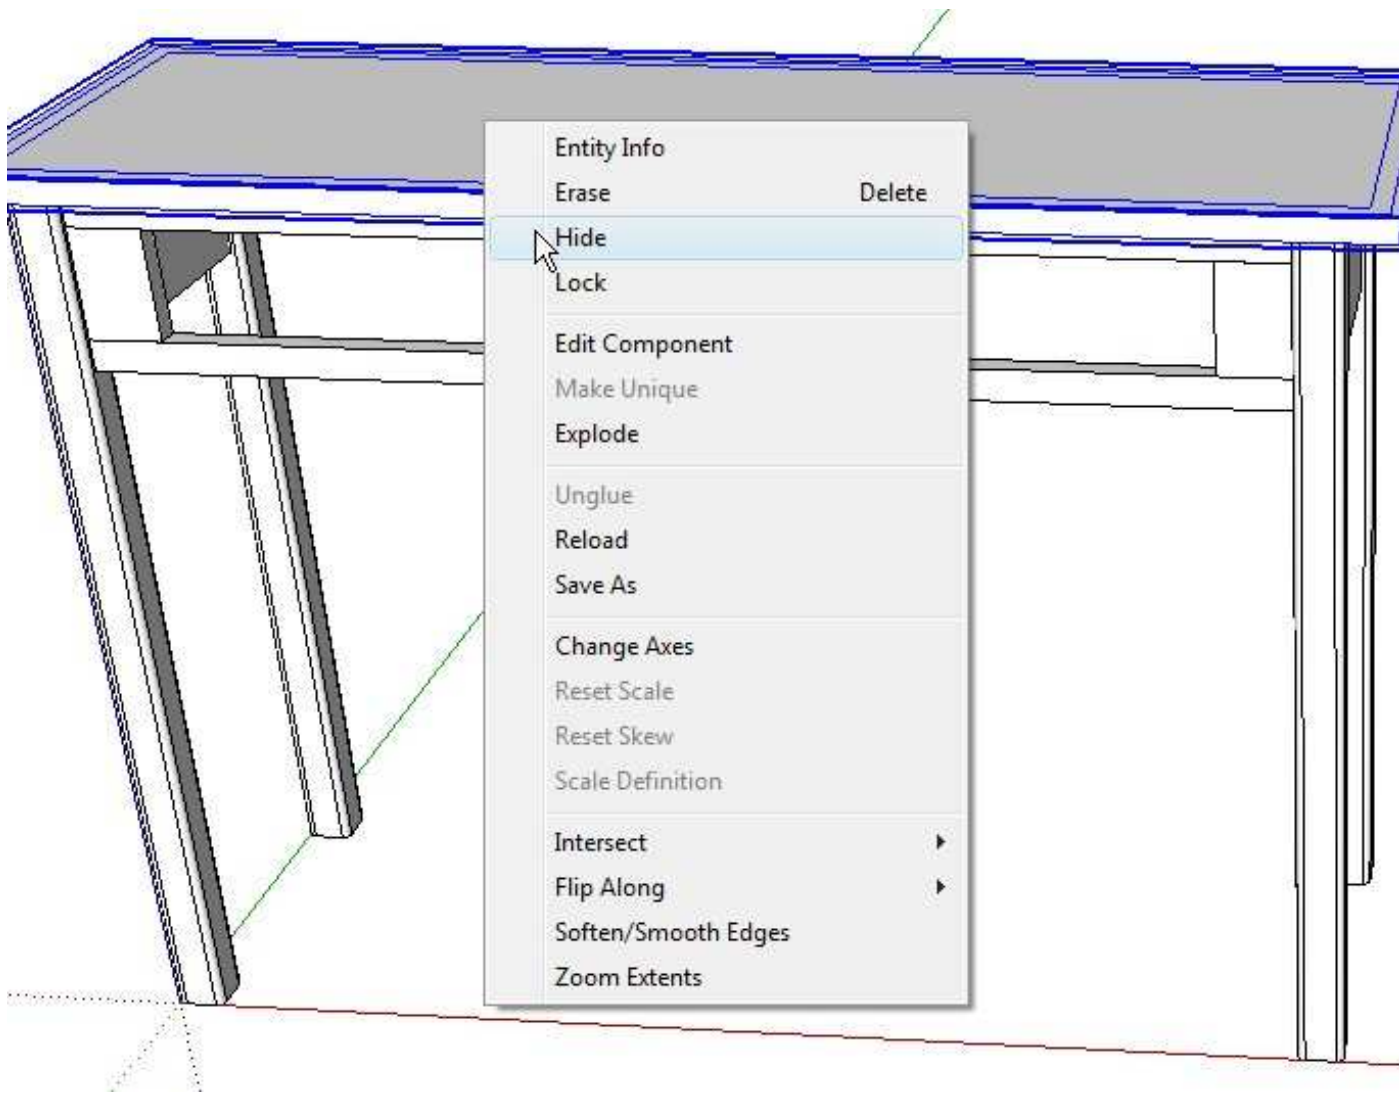 Entity Info
Erase Delete
Hide
Lock
Edit Component
Make Unique
Explode
Unglue
Reload
Save As
Change Axes
Reset Scale
Reset Skew
Scale Definition
Intersect
Flip Along
Soften/Smooth Edges
Zoom Extents